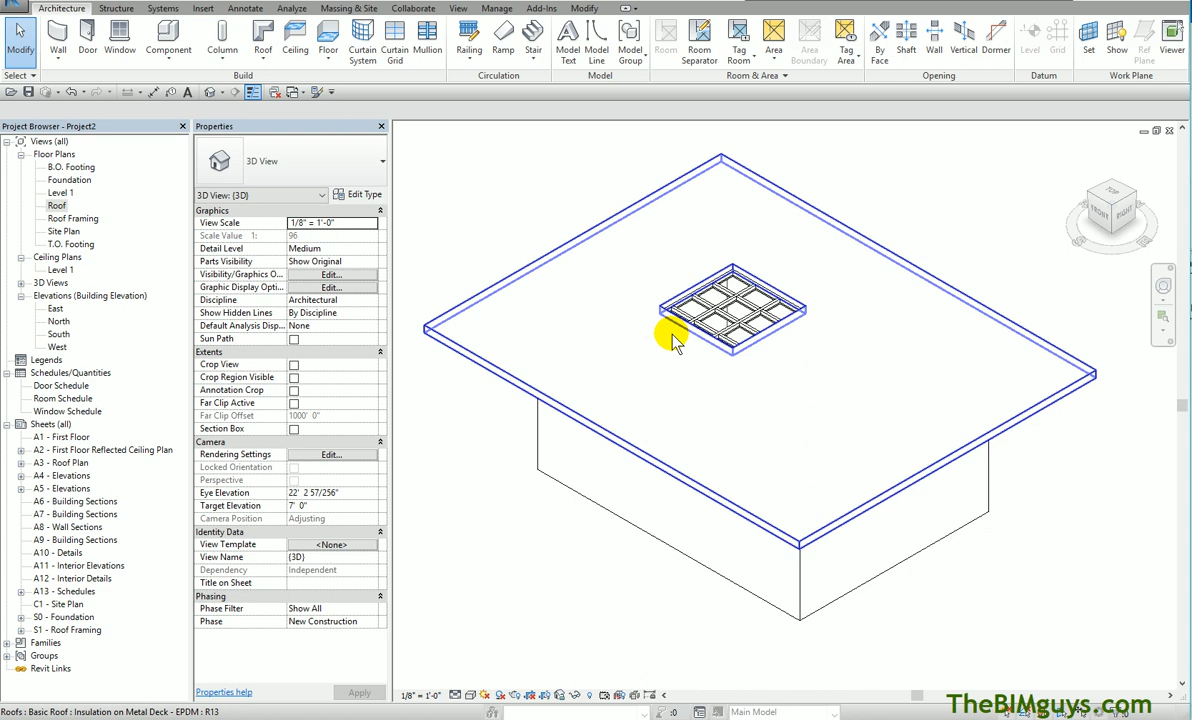 Architecture Structure Systems Insert Annotate Analyze Massing & Site Collaborate View Manage Add-Ins Modify
Modify Wall Door Window Component Column Roof Ceiling Floor Curtain System Curtain Grid Mullion Railing Ramp Stair Model Text Model Line Model Group Room Room Separator Tag Room Area Area Boundary Tag Area By Face Shaft Wall Vertical Dormer Level Grid Set Show Ref Plane Viewer
Select Build Circulation Model Room & Area Opening Datum Work Plane
Project Browser - Project2
Views (all)
Floor Plans
B.O. Footing
Foundation
Level 1
Roof
Roof Framing
Site Plan
T.O. Footing
Ceiling Plans
Level 1
3D Views
Elevations (Building Elevation)
East
North
South
West
Legends
Schedules/Quantities
Door Schedule
Room Schedule
Window Schedule
Sheets (all)
A1 - First Floor
A2 - First Floor Reflected Ceiling Plan
A3 - Roof Plan
A4 - Elevations
A5 - Elevations
A6 - Building Sections
A7 - Building Sections
A8 - Wall Sections
A9 - Building Sections
A10 - Details
A11 - Interior Elevations
A12 - Interior Details
A13 - Schedules
C1 - Site Plan
S0 - Foundation
S1 - Roof Framing
Families
Groups
Revit Links
Properties
3D View
3D View: {3D} Edit Type
Graphics
View Scale 1/8" = 1'-0"
Scale Value 1: 96
Detail Level Medium
Parts Visibility Show Original
Visibility/Graphics O... Edit...
Graphic Display Opti... Edit...
Discipline Architectural
Show Hidden Lines By Discipline
Default Analysis Disp... None
Sun Path
Extents
Crop View
Crop Region Visible
Annotation Crop
Far Clip Active
Far Clip Offset 1000' 0"
Section Box
Camera
Rendering Settings Edit...
Locked Orientation
Perspective
Eye Elevation 22' 2 57/256"
Target Elevation 7' 0"
Camera Position Adjusting
Identity Data
View Template <None>
View Name {3D}
Dependency Independent
Title on Sheet
Phasing
Phase Filter Show All
Phase New Construction
Properties help Apply
TOP
FRONT RIGHT
1/8" = 1'-0"
Roofs : Basic Roof : Insulation on Metal Deck - EPDM : R13
:0 Main Model
TheBIMguys.com